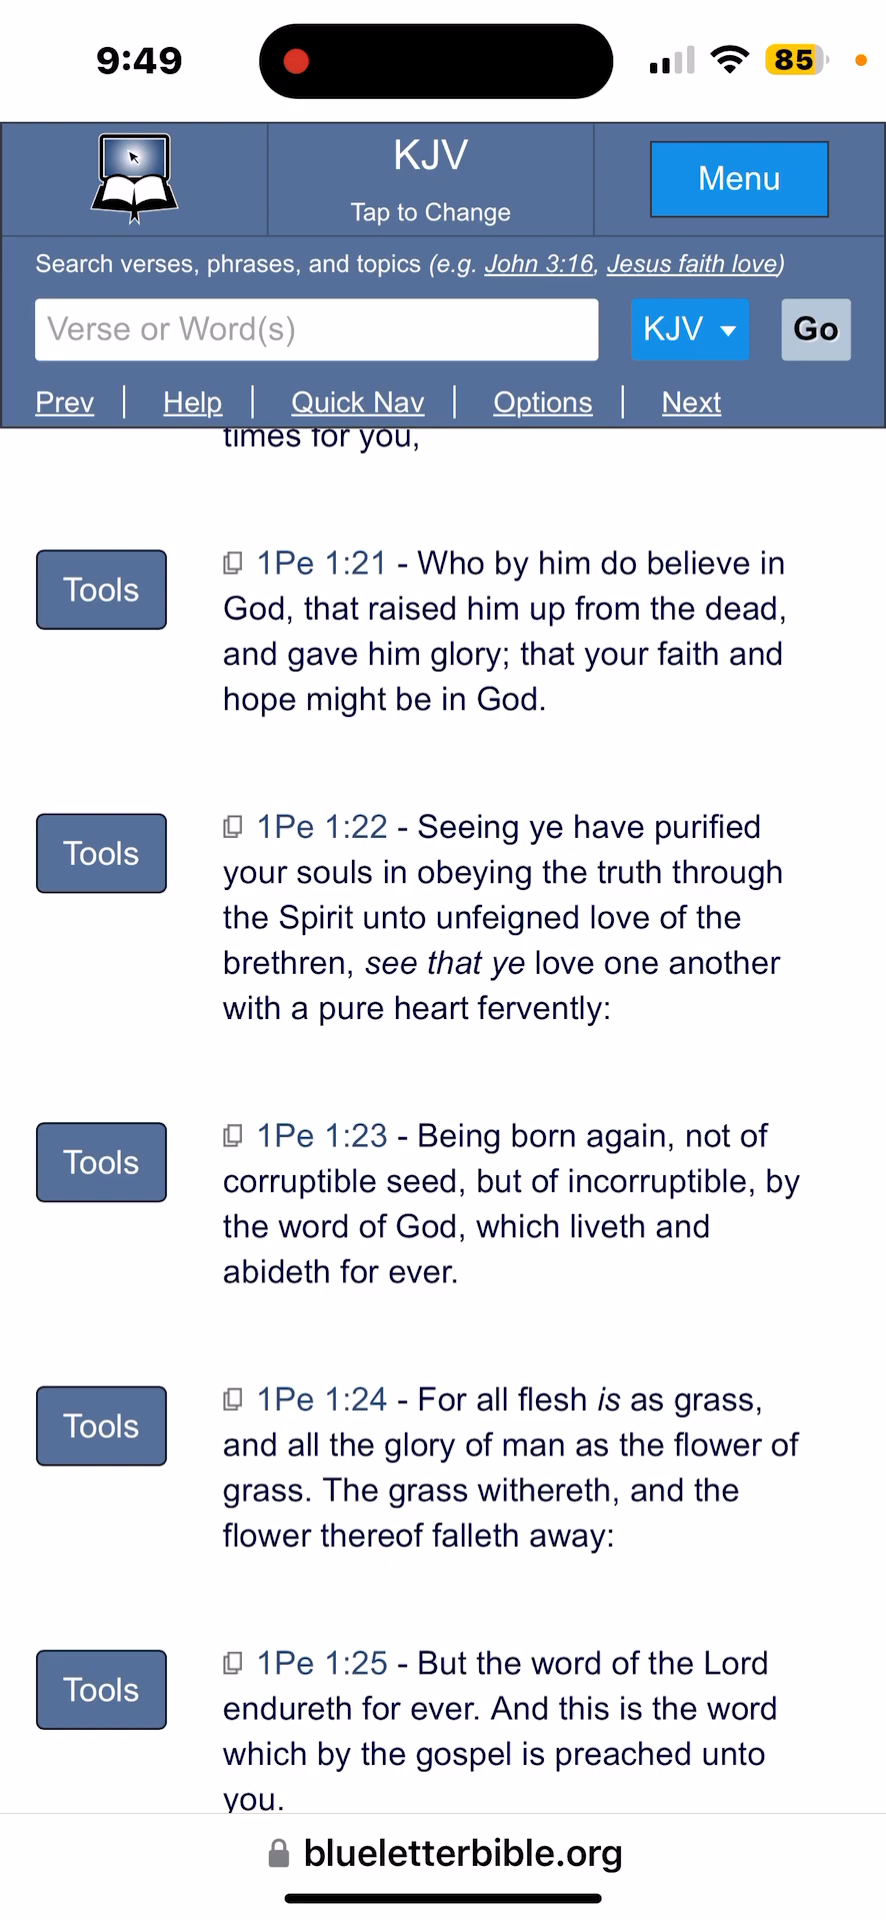 9:49
85
KJV
Tap to Change
Menu
Search verses, phrases, and topics (e.g. John 3:16, Jesus faith love)
Verse or Word(s)
KJV
Go
Prev | Help | Quick Nav | Options | Next
times for you,
Tools
1Pe 1:21 - Who by him do believe in
God, that raised him up from the dead,
and gave him glory; that your faith and
hope might be in God.
Tools
1Pe 1:22 - Seeing ye have purified
your souls in obeying the truth through
the Spirit unto unfeigned love of the
brethren, see that ye love one another
with a pure heart fervently:
Tools
1Pe 1:23 - Being born again, not of
corruptible seed, but of incorruptible, by
the word of God, which liveth and
abideth for ever.
Tools
1Pe 1:24 - For all flesh is as grass,
and all the glory of man as the flower of
grass. The grass withereth, and the
flower thereof falleth away:
Tools
1Pe 1:25 - But the word of the Lord
endureth for ever. And this is the word
which by the gospel is preached unto
you.
blueletterbible.org